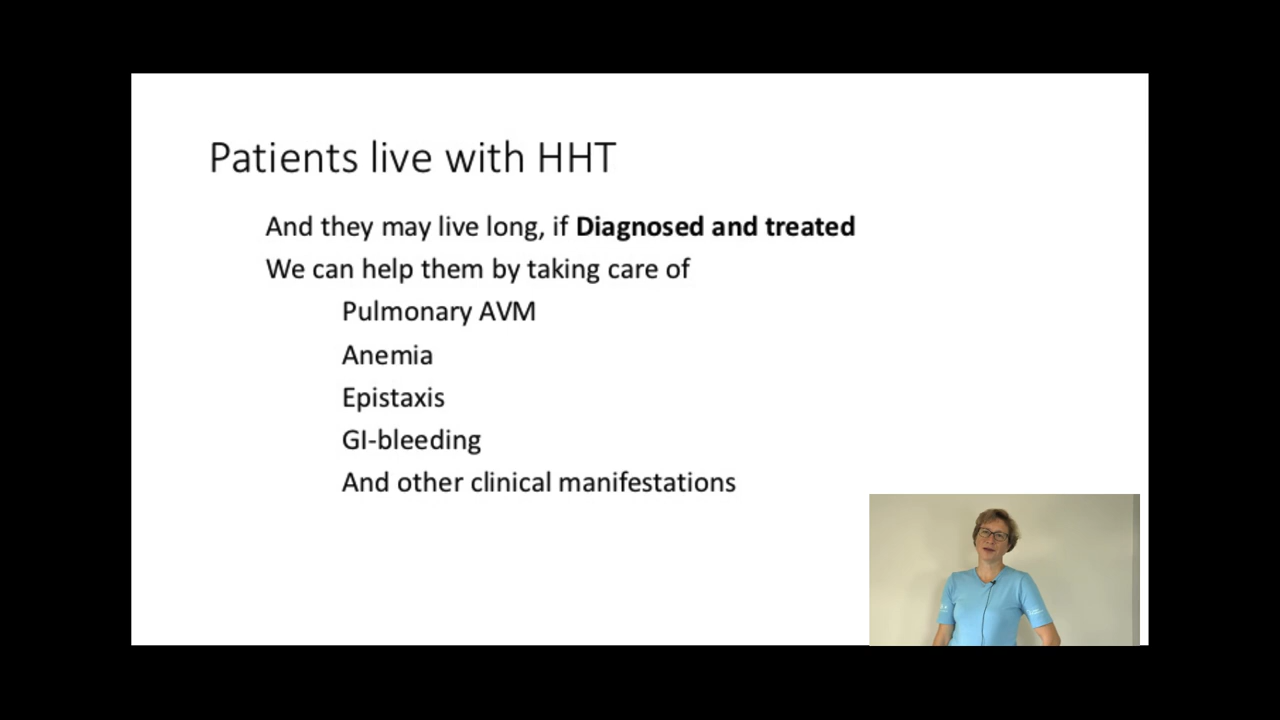 Patients live with HHT
And they may live long, if Diagnosed and treated
We can help them by taking care of
Pulmonary AVM
Anemia
Epistaxis
GI-bleeding
And other clinical manifestations